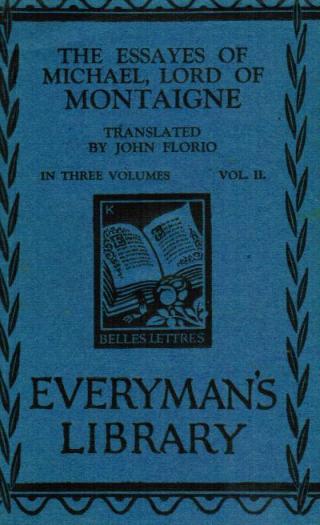 THE ESSAYES OF
MICHAEL, LORD OF
MONTAIGNE
TRANSLATED
BY JOHN FLORIO
IN THREE VOLUMES VOL. II.
K
BELLES LETTRES
EVERYMAN'S
LIBRARY